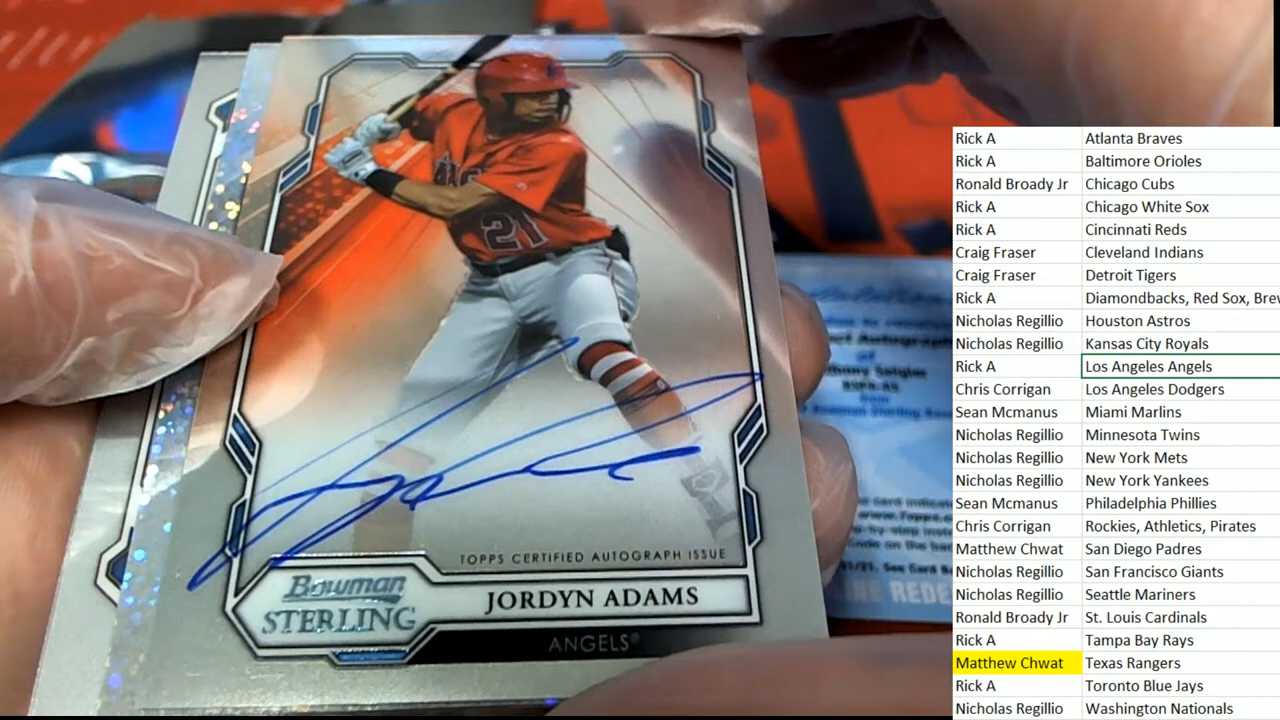 21
TOPPS CERTIFIED AUTOGRAPH ISSUE
Bowman
STERLING
JORDYN ADAMS
ANGELS®
Rick A Atlanta Braves
Rick A Baltimore Orioles
Ronald Broady Jr Chicago Cubs
Rick A Chicago White Sox
Rick A Cincinnati Reds
Craig Fraser Cleveland Indians
Craig Fraser Detroit Tigers
Rick A Diamondbacks, Red Sox, Brew
Nicholas Regillio Houston Astros
Nicholas Regillio Kansas City Royals
Rick A Los Angeles Angels
Chris Corrigan Los Angeles Dodgers
Sean Mcmanus Miami Marlins
Nicholas Regillio Minnesota Twins
Nicholas Regillio New York Mets
Nicholas Regillio New York Yankees
Sean Mcmanus Philadelphia Phillies
Chris Corrigan Rockies, Athletics, Pirates
Matthew Chwat San Diego Padres
Nicholas Regillio San Francisco Giants
Nicholas Regillio Seattle Mariners
Ronald Broady Jr St. Louis Cardinals
Rick A Tampa Bay Rays
Matthew Chwat Texas Rangers
Rick A Toronto Blue Jays
Nicholas Regillio Washington Nationals